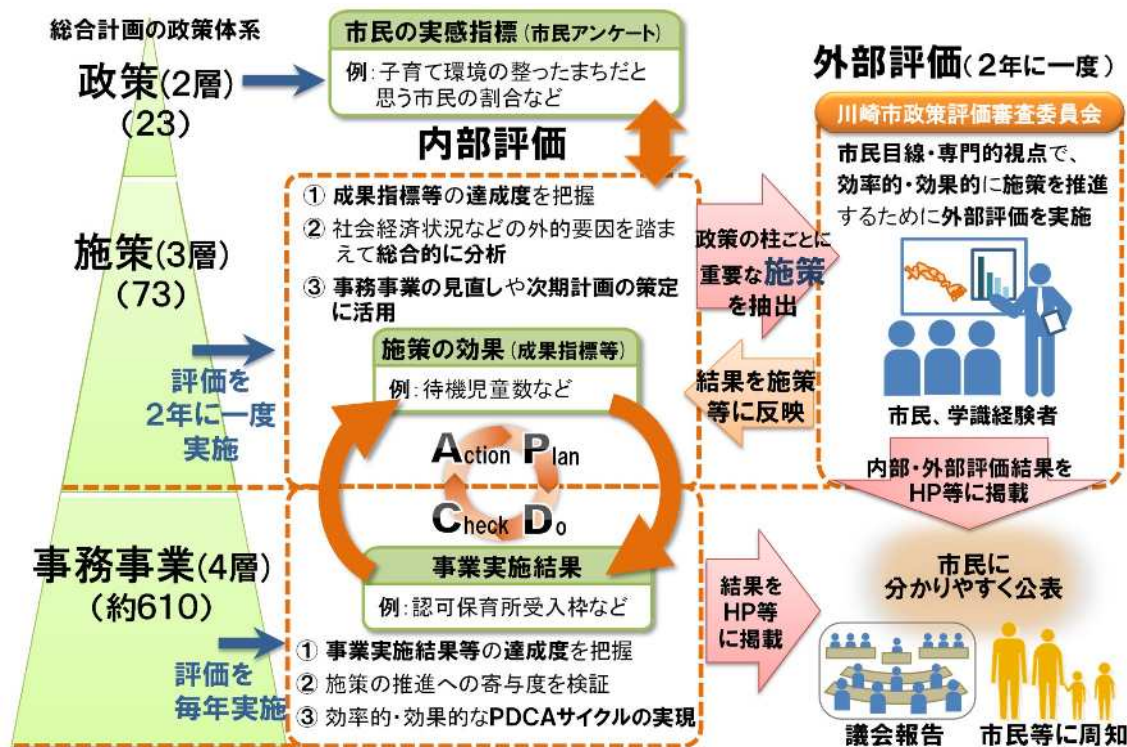 総合計画の政策体系
政策(2層)
(23)
施策(3層)
(73)
評価を
2年に一度
実施
事務事業(4層)
(約610)
評価を
毎年実施
市民の実感指標(市民アンケート)
例:子育て環境の整ったまちだと
思う市民の割合など
内部評価
① 成果指標等の達成度を把握
② 社会経済状況などの外的要因を踏ま
えて総合的に分析
③ 事務事業の見直しや次期計画の策定
に活用
施策の効果(成果指標等)
例:待機児童数など
Action Plan
Check Do
事業実施結果
例:認可保育所受入枠など
① 事業実施結果等の達成度を把握
② 施策の推進への寄与度を検証
③ 効率的・効果的なPDCAサイクルの実現
政策の柱ごとに
重要な施策
を抽出
結果を施策
等に反映
結果を
HP等
に掲載
外部評価(2年に一度)
川崎市政策評価審査委員会
市民目線・専門的視点で、
効率的・効果的に施策を推進
するために外部評価を実施
市民、学識経験者
内部・外部評価結果を
HP等に掲載
市民に
分かりやすく公表
議会報告
市民等に周知